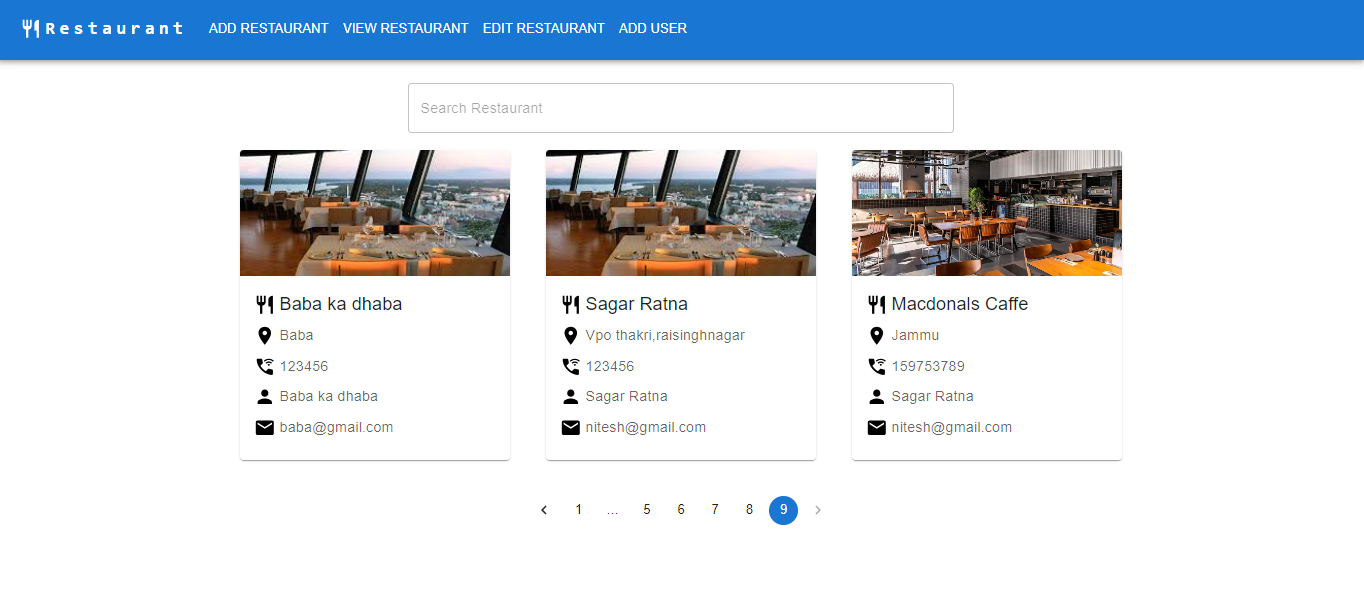 Restaurant ADD RESTAURANT VIEW RESTAURANT EDIT RESTAURANT ADD USER
Search Restaurant
Baba ka dhaba
Baba
123456
Baba ka dhaba
baba@gmail.com
Sagar Ratna
Vpo thakri,raisinghnagar
123456
Sagar Ratna
nitesh@gmail.com
Macdonals Caffe
Jammu
159753789
Sagar Ratna
nitesh@gmail.com
1 ... 5 6 7 8 9